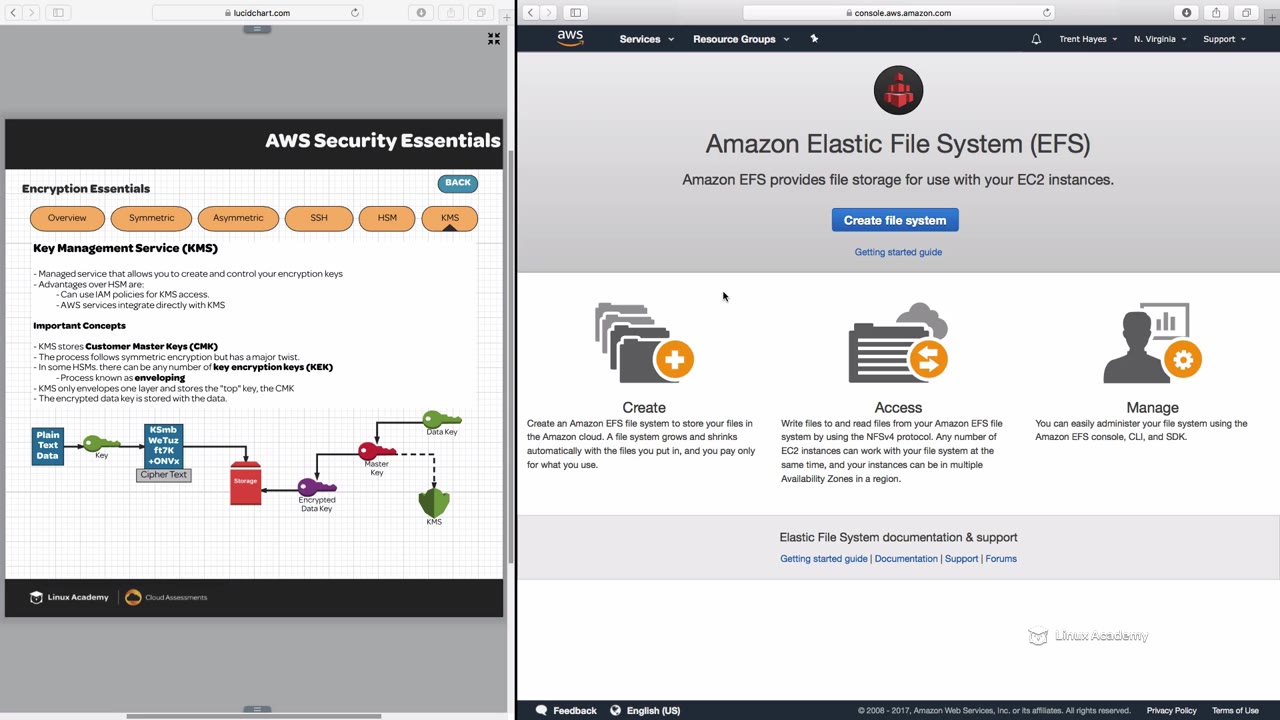 lucidchart.com
AWS Security Essentials
Encryption Essentials
BACK
Overview
Symmetric
Asymmetric
SSH
HSM
KMS
Key Management Service (KMS)
- Managed service that allows you to create and control your encryption keys
- Advantages over HSM are:
- Can use IAM policies for KMS access.
- AWS services integrate directly with KMS
Important Concepts
- KMS stores Customer Master Keys (CMK)
- The process follows symmetric encryption but has a major twist.
- In some HSMs. there can be any number of key encryption keys (KEK)
- Process known as enveloping
- KMS only envelopes one layer and stores the "top" key, the CMK
- The encrypted data key is stored with the data.
Plain
Text
Data
Key
KSmb
WeTuz
ft7K
+ONVx
Cipher Text
Storage
Data Key
Master
Key
Encrypted
Data Key
KMS
Linux Academy
Cloud Assessments
console.aws.amazon.com
aws
Services
Resource Groups
Trent Hayes
N. Virginia
Support
Amazon Elastic File System (EFS)
Amazon EFS provides file storage for use with your EC2 instances.
Create file system
Getting started guide
Create
Create an Amazon EFS file system to store your files in
the Amazon cloud. A file system grows and shrinks
automatically with the files you put in, and you pay only
for what you use.
Access
Write files to and read files from your Amazon EFS file
system by using the NFSv4 protocol. Any number of
EC2 instances can work with your file system at the
same time, and your instances can be in multiple
Availability Zones in a region.
Manage
You can easily administer your file system using the
Amazon EFS console, CLI, and SDK.
Elastic File System documentation & support
Getting started guide | Documentation | Support | Forums
Linux Academy
Feedback
English (US)
© 2008 - 2017, Amazon Web Services, Inc. or its affiliates. All rights reserved.
Privacy Policy
Terms of Use